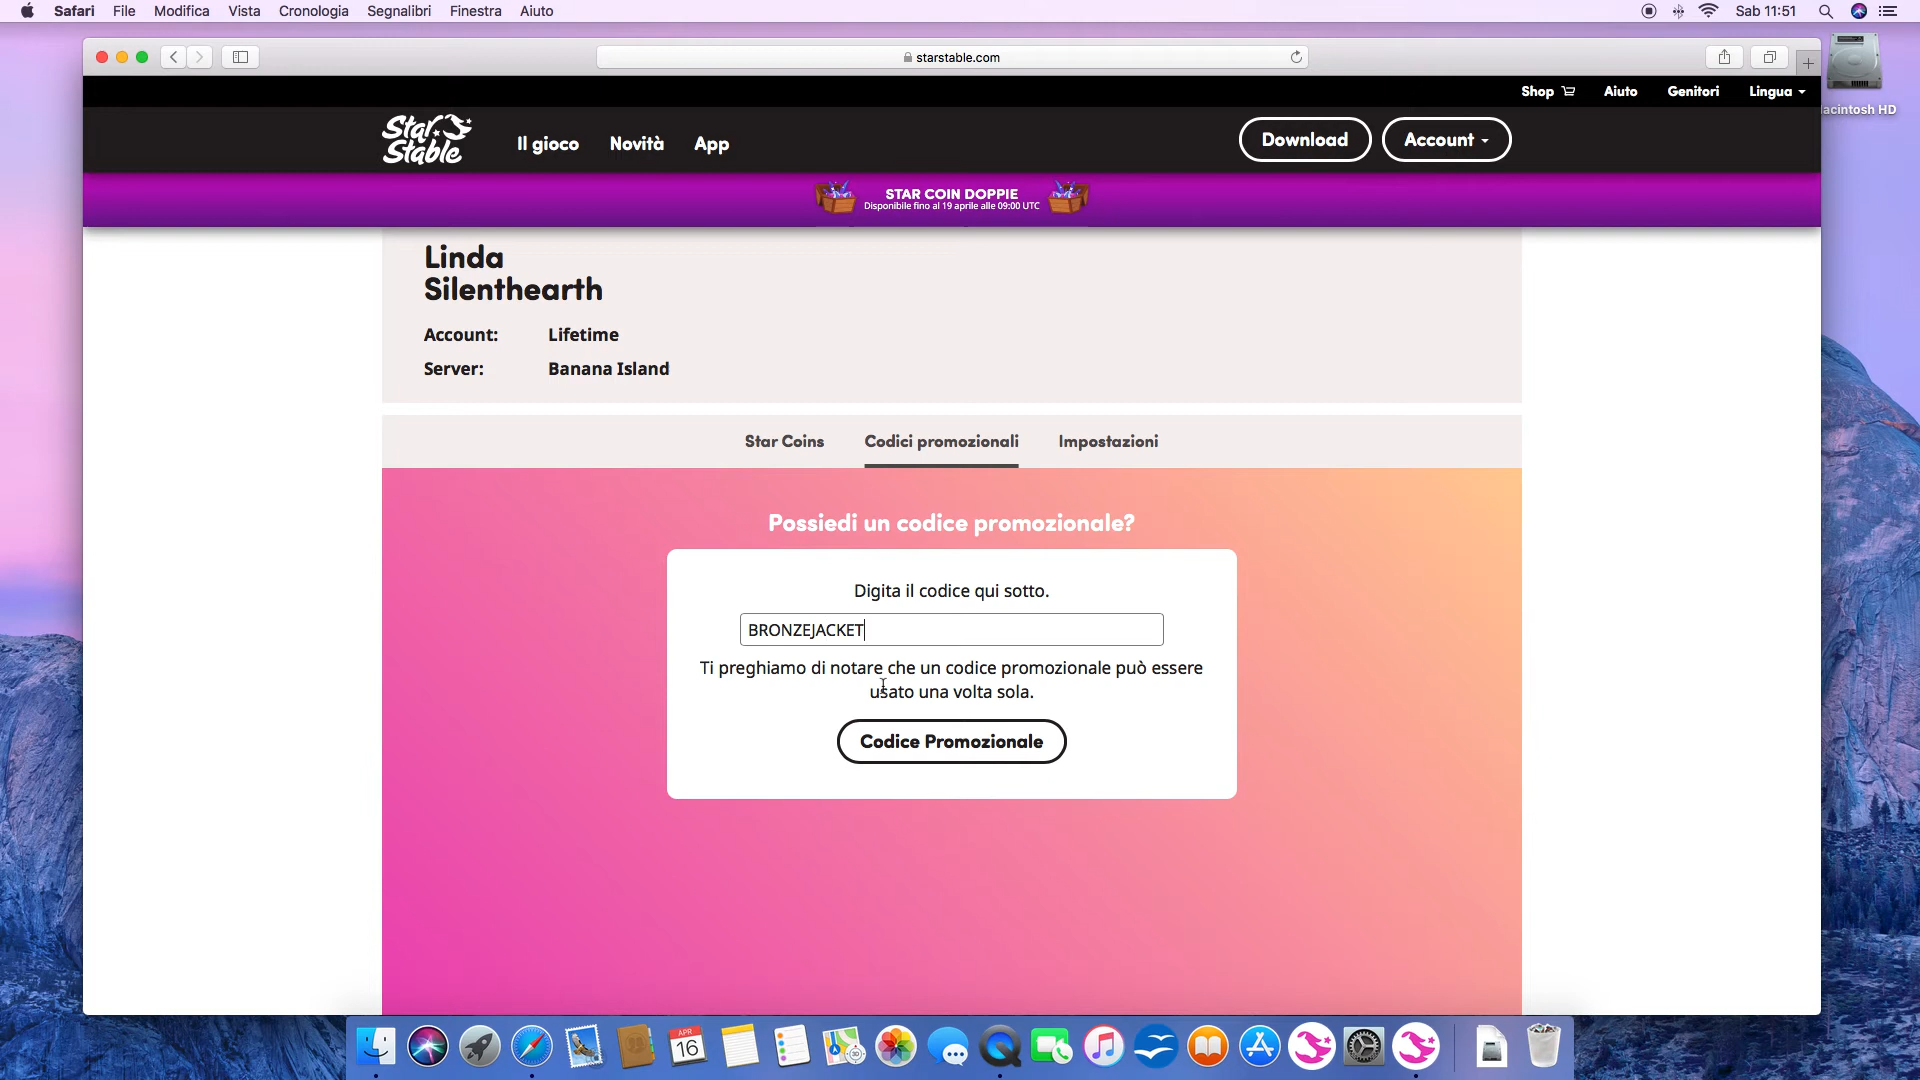 Safari File Modifica Vista Cronologia Segnalibri Finestra Aiuto Sab 11:51
starstable.com
acintosh HD
Shop Aiuto Genitori Lingua
Star Stable
Il gioco Novità App Download Account
STAR COIN DOPPIE
Disponibile fino al 19 aprile alle 09:00 UTC
Linda
Silenthearth
Account: Lifetime
Server: Banana Island
Star Coins Codici promozionali Impostazioni
Possiedi un codice promozionale?
Digita il codice qui sotto.
BRONZEJACKET
Ti preghiamo di notare che un codice promozionale può essere
usato una volta sola.
Codice Promozionale
APR
16
3D